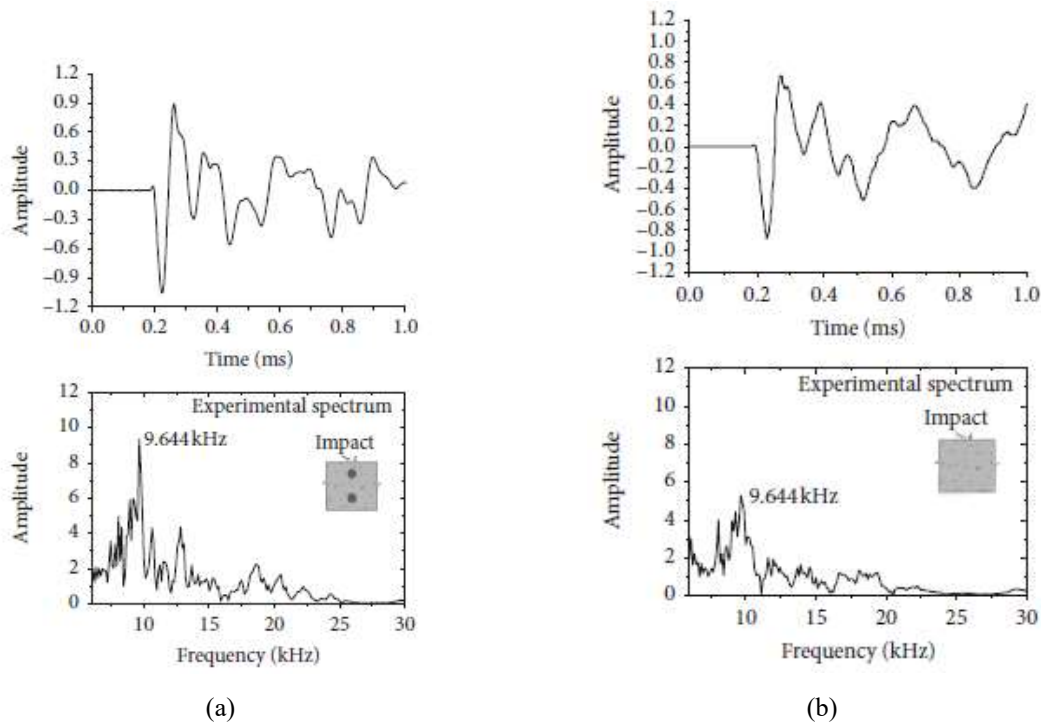 1.2
0.9
0.6
0.3
0.0
−0.3
−0.6
−0.9
−1.2
Amplitude
0.0 0.2 0.4 0.6 0.8 1.0
Time (ms)
12
10
8
6
4
2
0
Amplitude
Experimental spectrum
9.644 kHz
Impact
10 15 20 25 30
Frequency (kHz)
(a)
1.2
1.2
1.0
0.8
0.6
0.4
0.2
0.0
−0.2
−0.4
−0.6
−0.8
−1.0
−1.2
Amplitude
0.0 0.2 0.4 0.6 0.8 1.0
Time (ms)
12
10
8
6
4
2
0
Amplitude
Experimental spectrum
Impact
9.644 kHz
10 15 20 25 30
Frequency (kHz)
(b)